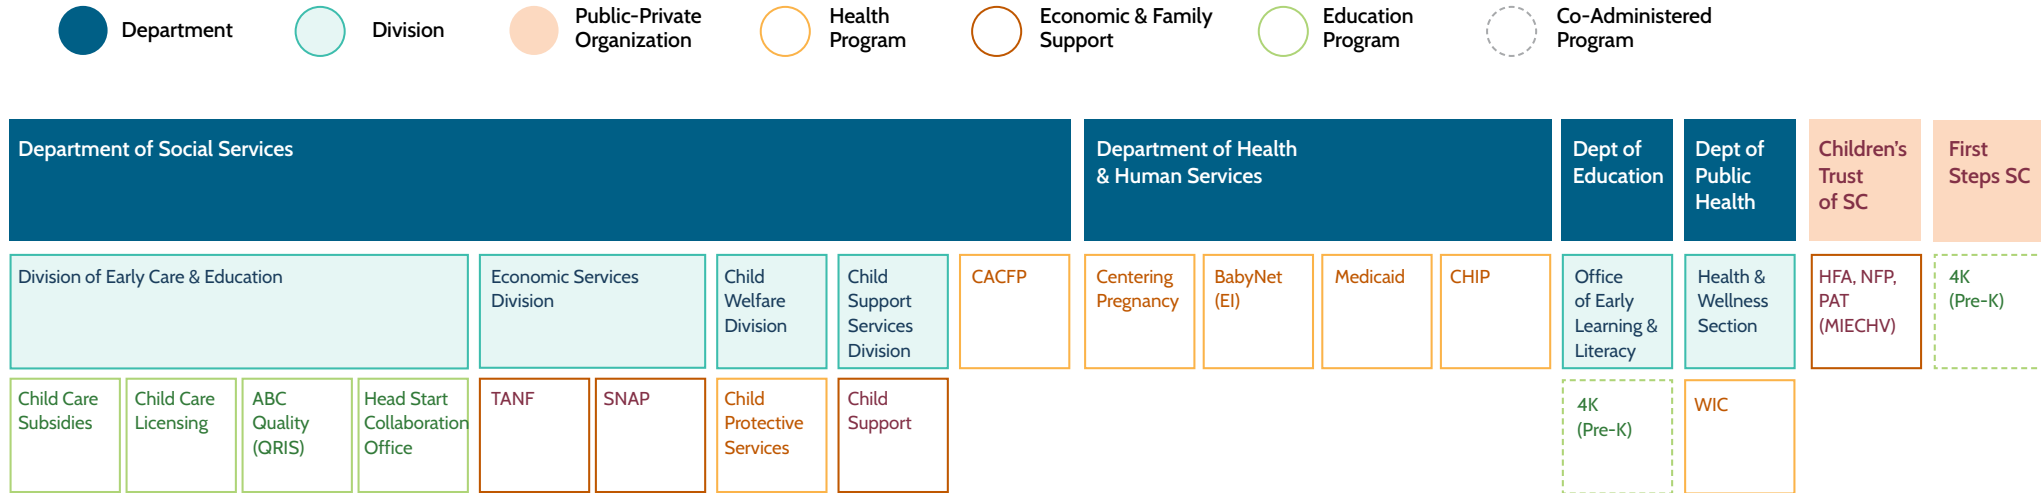 Department
Division
Public-Private
Organization
Health
Program
Economic & Family
Support
Education
Program
Co-Administered
Program
Department of Social Services
Department of Health
& Human Services
Dept of
Education
Dept of
Public
Health
Children's
Trust
of SC
First
Steps SC
Division of Early Care & Education
Economic Services
Division
Child
Welfare
Division
Child
Support
Services
Division
CACFP
Centering
Pregnancy
BabyNet
(EI)
Medicaid
CHIP
Office
of Early
Learning &
Literacy
Health &
Wellness
Section
HFA, NFP,
PAT
(MIECHV)
4K
(Pre-K)
Child Care
Subsidies
Child Care
Licensing
ABC
Quality
(QRIS)
Head Start
Collaboration
Office
TANF
SNAP
Child
Protective
Services
Child
Support
4K
(Pre-K)
WIC